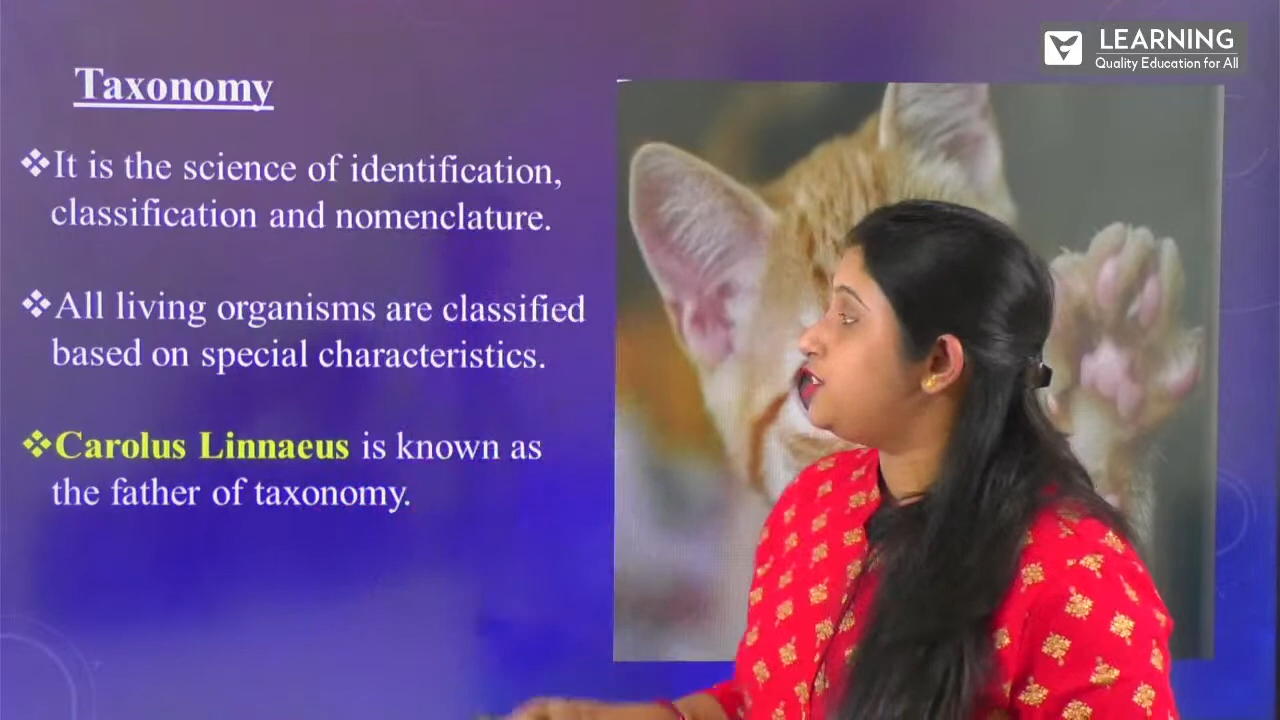 LEARNING
Quality Education for All
Taxonomy
❖It is the science of identification,
classification and nomenclature.
❖All living organisms are classified
based on special characteristics.
❖Carolus Linnaeus is known as
the father of taxonomy.